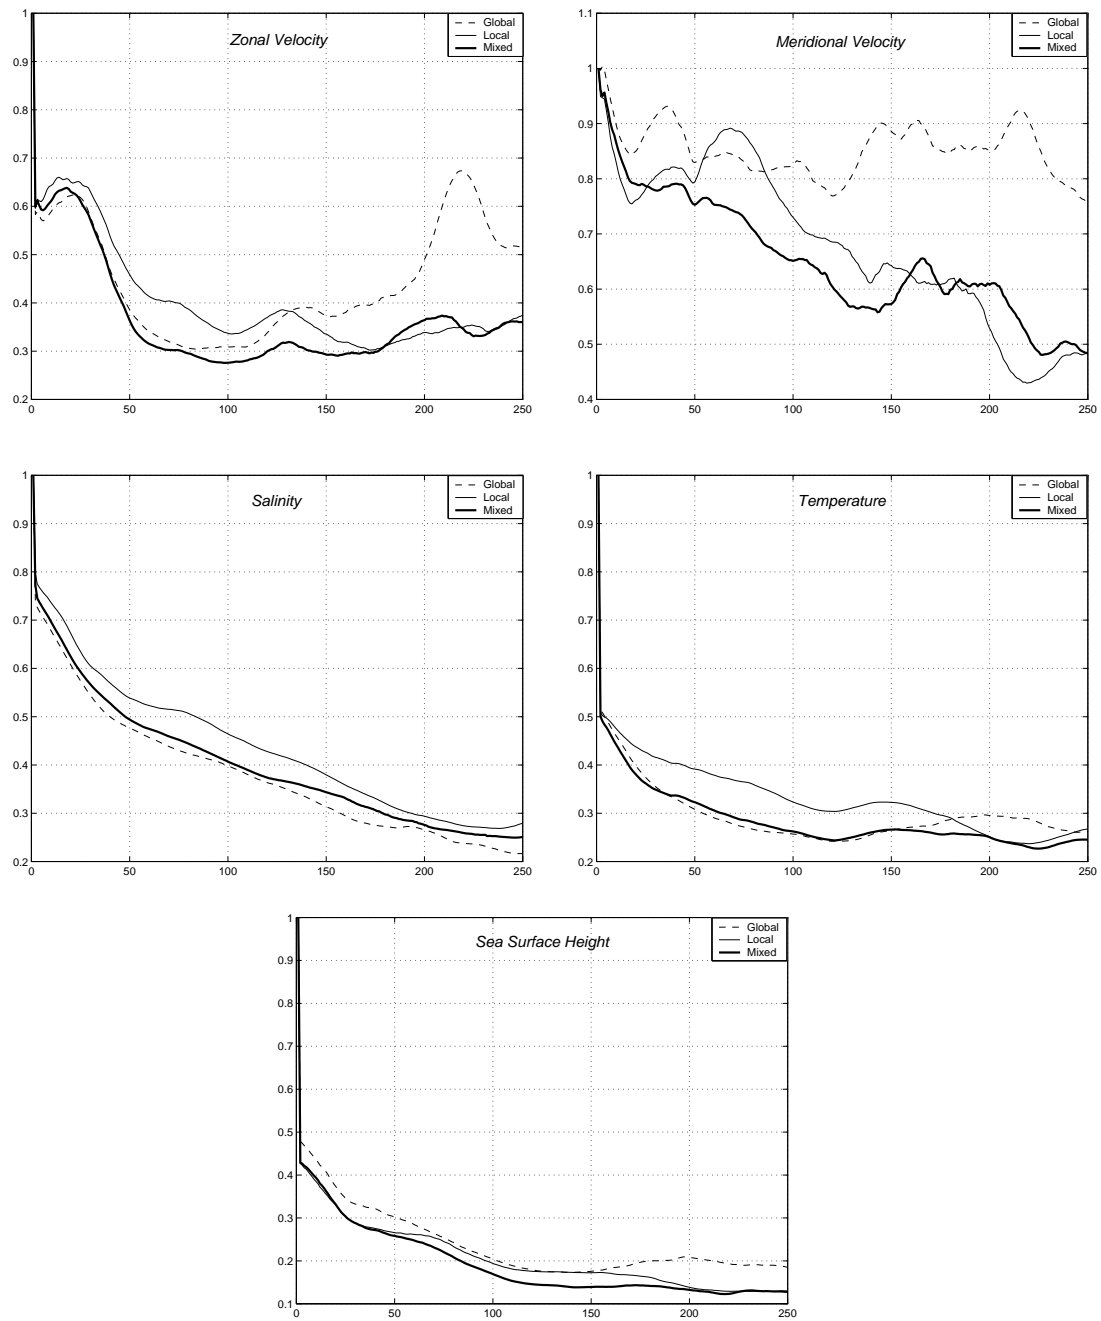 Zonal Velocity
Global
Local
Mixed
1
0.9
0.8
0.7
0.6
0.5
0.4
0.3
0.2
0 50 100 150 200 250
Meridional Velocity
Global
Local
Mixed
1.1
1
0.9
0.8
0.7
0.6
0.5
0.4
0 50 100 150 200 250
Salinity
Global
Local
Mixed
1
0.9
0.8
0.7
0.6
0.5
0.4
0.3
0.2
0 50 100 150 200 250
Temperature
Global
Local
Mixed
1
0.9
0.8
0.7
0.6
0.5
0.4
0.3
0.2
0 50 100 150 200 250
Sea Surface Height
Global
Local
Mixed
1
0.9
0.8
0.7
0.6
0.5
0.4
0.3
0.2
0.1
0 50 100 150 200 250